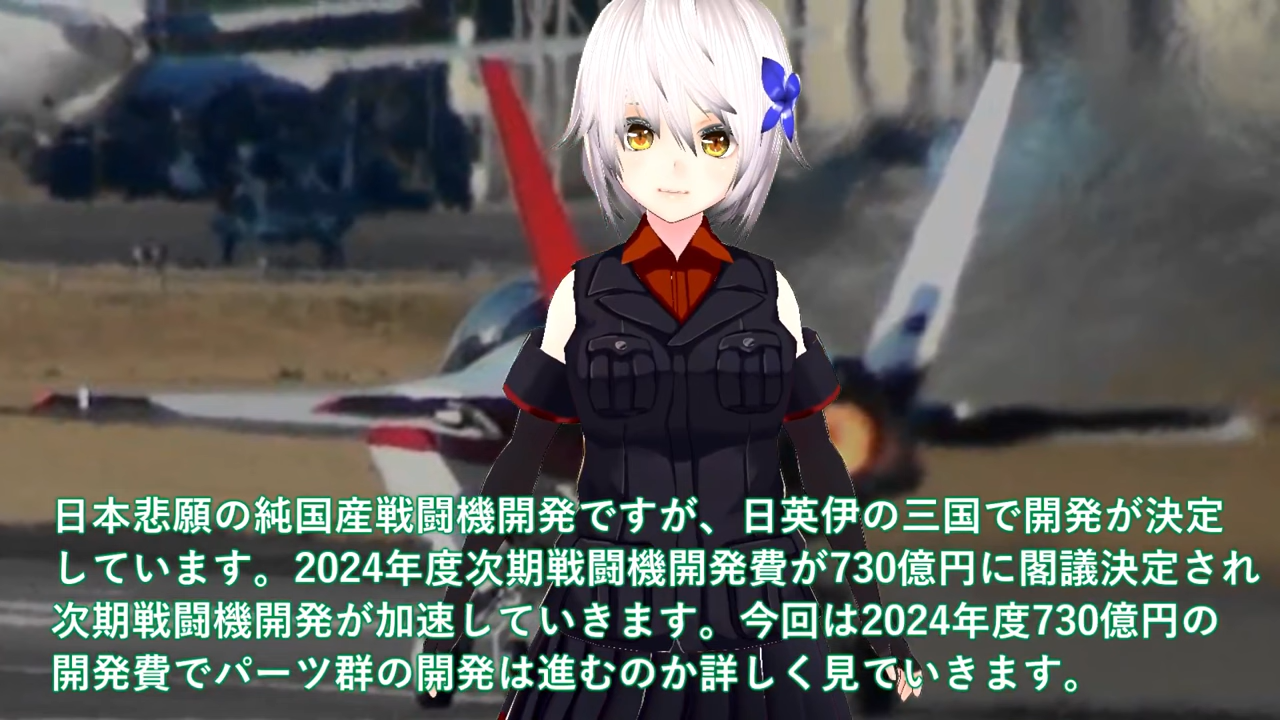 日本悲願の純国産戦闘機開発ですが、日英伊の三国で開発が決定
しています。2024年度次期戦闘機開発費が730億円に閣議決定され
次期戦闘機開発が加速していきます。今回は2024年度730億円の
開発費でパーツ群の開発は進むのか詳しく見ていきます。